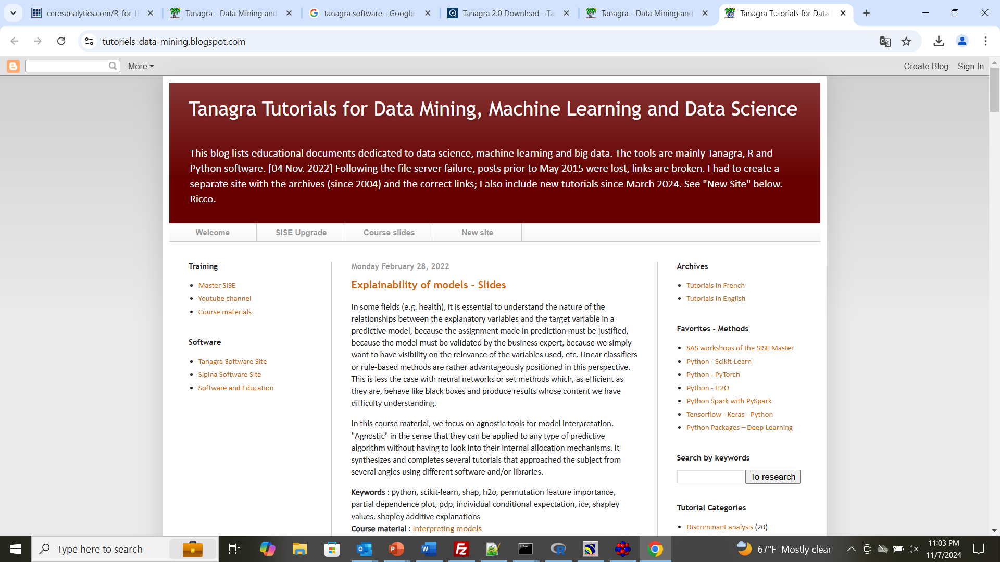 ceresanalytics.com/R_for_IE
Tanagra - Data Mining and
tanagra software - Google
Tanagra 2.0 Download - Ta
Tanagra - Data Mining and
Tanagra Tutorials for Data
tutoriels-data-mining.blogspot.com
More
Create Blog
Sign In
Tanagra Tutorials for Data Mining, Machine Learning and Data Science
This blog lists educational documents dedicated to data science, machine learning and big data. The tools are mainly Tanagra, R and
Python software. [04 Nov. 2022] Following the file server failure, posts prior to May 2015 were lost, links are broken. I had to create a
separate site with the archives (since 2004) and the correct links; I also include new tutorials since March 2024. See "New Site" below.
Ricco.
Welcome
SISE Upgrade
Course slides
New site
Training
Master SISE
Youtube channel
Course materials
Software
Tanagra Software Site
Sipina Software Site
Software and Education
Monday February 28, 2022
Explainability of models - Slides
In some fields (e.g. health), it is essential to understand the nature of the
relationships between the explanatory variables and the target variable in a
predictive model, because the assignment made in prediction must be justified,
because the model must be validated by the business expert, because we simply
want to have visibility on the relevance of the variables used, etc. Linear classifiers
or rule-based methods are rather advantageously positioned in this perspective.
This is less the case with neural networks or set methods which, as efficient as
they are, behave like black boxes and produce results whose content we have
difficulty understanding.
In this course material, we focus on agnostic tools for model interpretation.
"Agnostic" in the sense that they can be applied to any type of predictive
algorithm without having to look into their internal allocation mechanisms. It
synthesizes and completes several tutorials that approached the subject from
several angles using different software and/or libraries.
Keywords : python, scikit-learn, shap, h2o, permutation feature importance,
partial dependence plot, pdp, individual conditional expectation, ice, shapley
values, shapley additive explanations
Course material : Interpreting models
Archives
Tutorials in French
Tutorials in English
Favorites - Methods
SAS workshops of the SISE Master
Python - Scikit-Learn
Python - PyTorch
Python - H2O
Python Spark with PySpark
Tensorflow - Keras - Python
Python Packages – Deep Learning
Search by keywords
To research
Tutorial Categories
Discriminant analysis (20)
Type here to search
67°F Mostly clear
11:03 PM
11/7/2024